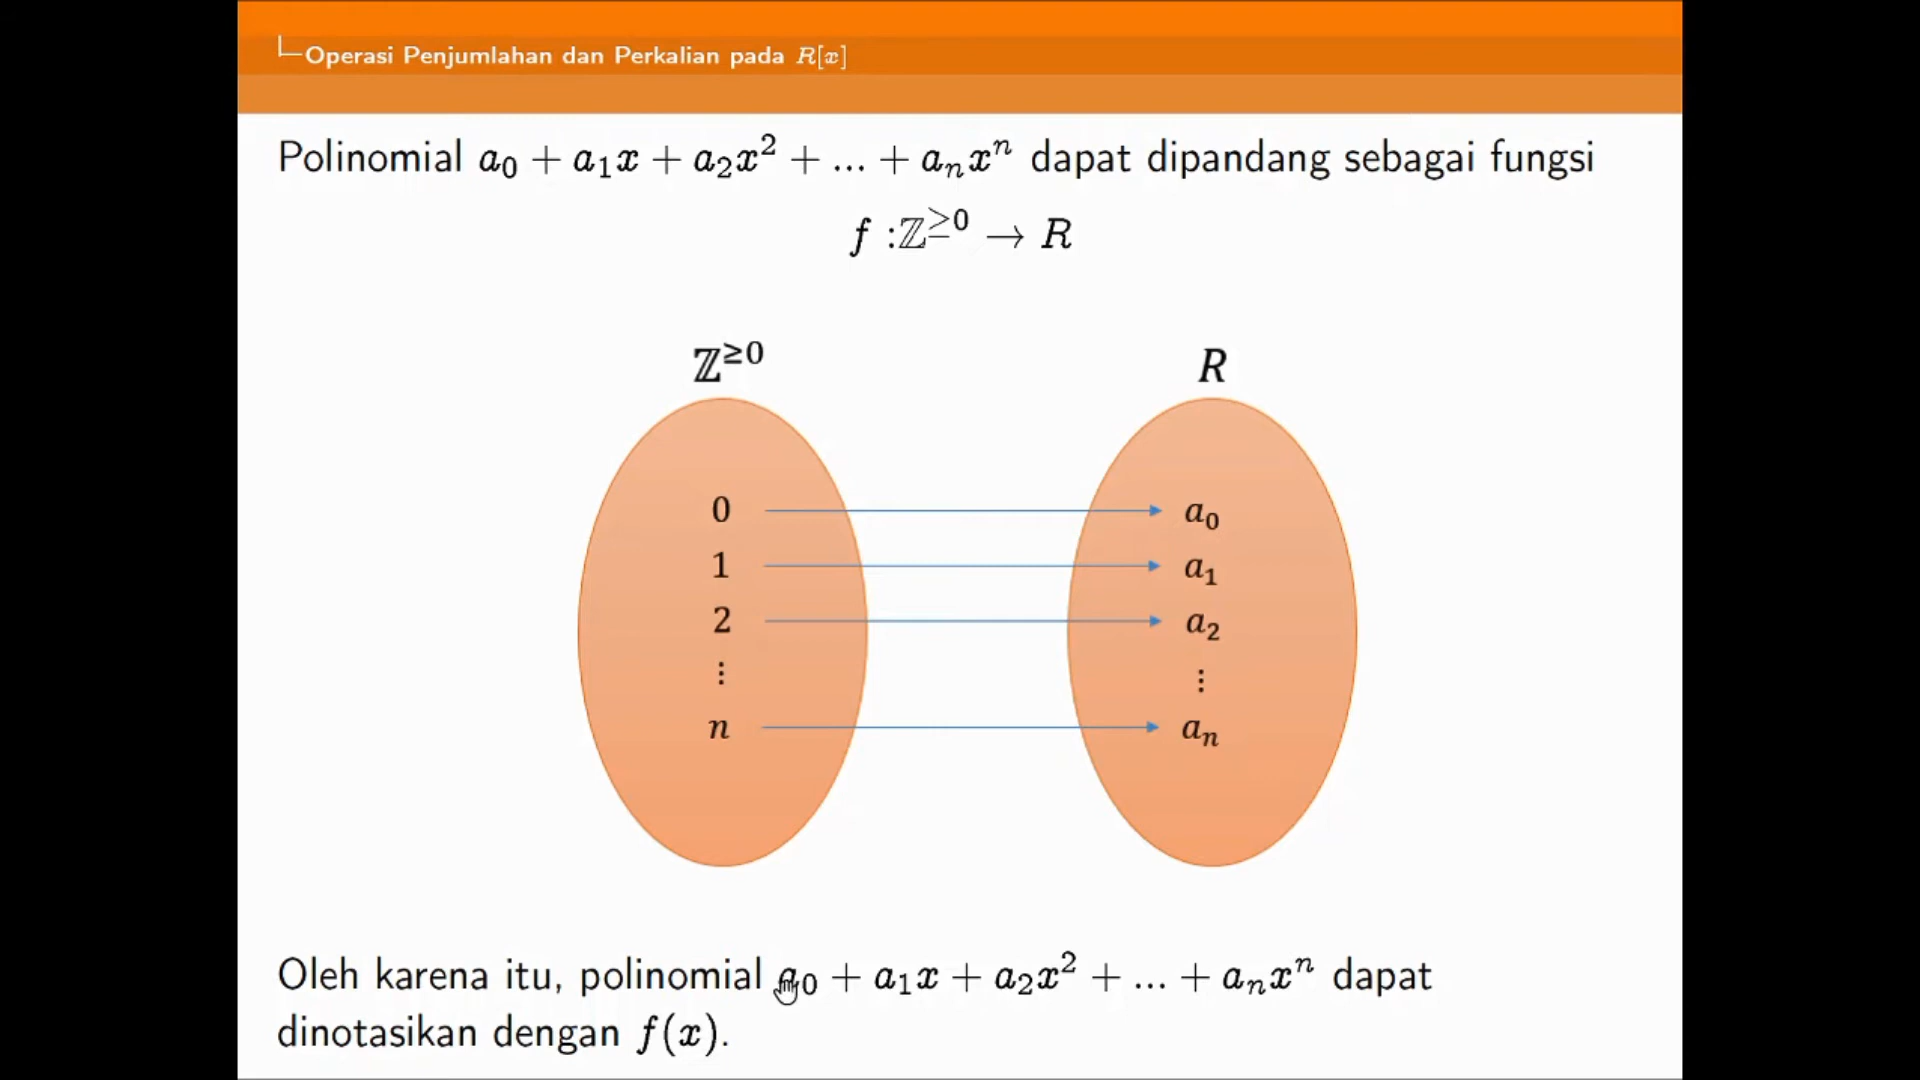 Operasi Penjumlahan dan Perkalian pada R[x]
Polinomial a₀ + a₁x + a₂x² + ... + aₙxⁿ dapat dipandang sebagai fungsi
f : ℤ^≥0 → R
ℤ^≥0 R
0 a₀
1 a₁
2 a₂
⋮ ⋮
n aₙ
Oleh karena itu, polinomial a₀ + a₁x + a₂x² + ... + aₙxⁿ dapat
dinotasikan dengan f(x).